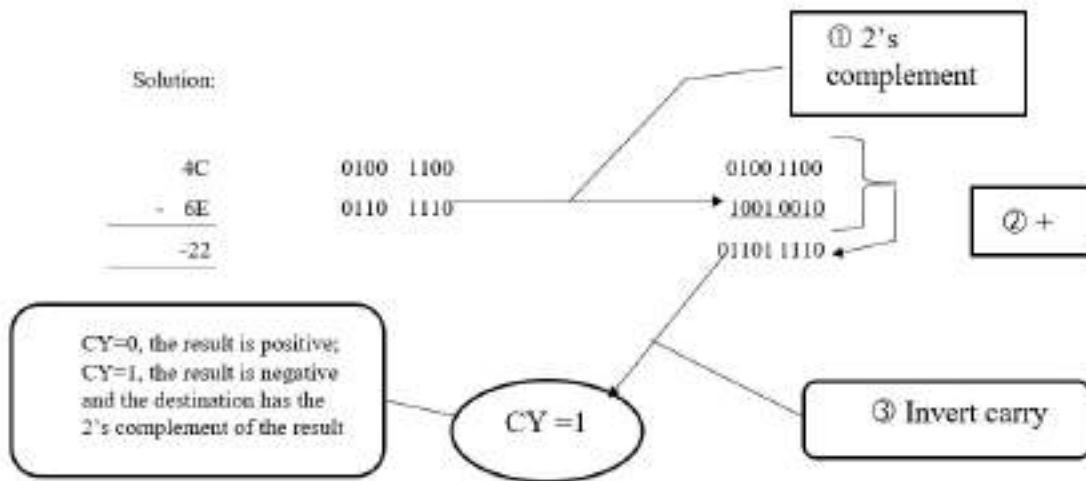 ① 2's
complement
Solution:
4C 0100 1100 0100 1100
- 6E 0110 1110 1001 0010
② +
-22 01101 1110
CY=0, the result is positive;
CY=1, the result is negative
and the destination has the
2's complement of the result
CY =1
③ Invert carry